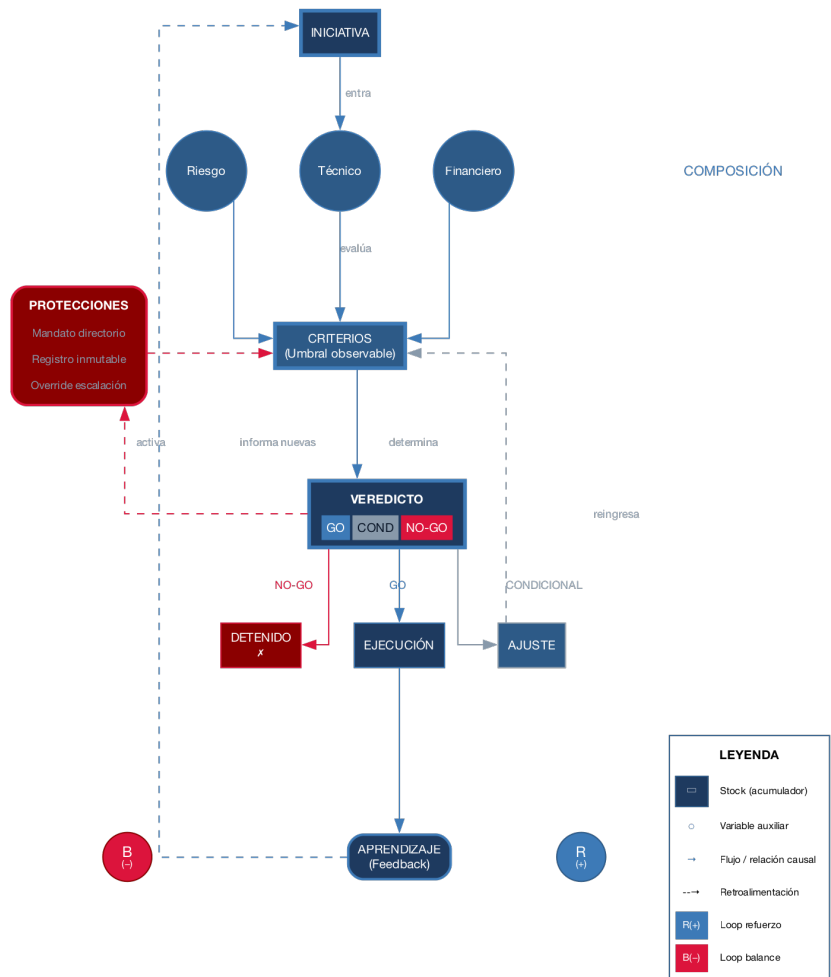 INICIATIVA
entra
Riesgo
Técnico
Financiero
COMPOSICIÓN
evalúa
PROTECCIONES
Mandato directorio
Registro inmutable
Override escalación
CRITERIOS
(Umbral observable)
activa
informa nuevas
determina
VEREDICTO
GO
COND
NO-GO
reingresa
NO-GO
GO
CONDICIONAL
DETENIDO
✗
EJECUCIÓN
AJUSTE
B
(−)
APRENDIZAJE
(Feedback)
R
(+)
LEYENDA
▭ Stock (acumulador)
○ Variable auxiliar
→ Flujo / relación causal
--→ Retroalimentación
R(+) Loop refuerzo
B(−) Loop balance